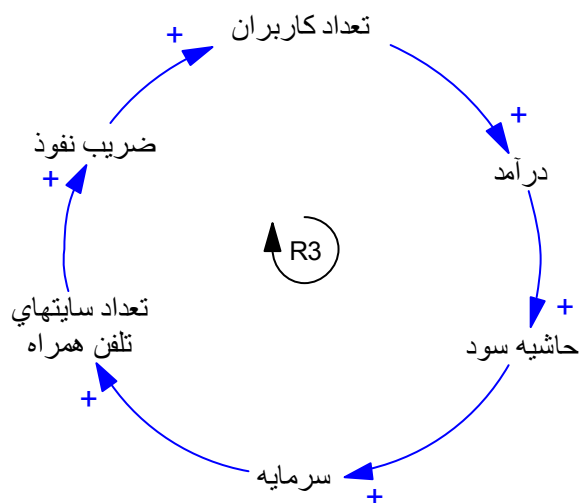 تعداد کاربران
+
+
ضریب نفوذ
درآمد
+
R3
تعداد سایتهاي
تلفن همراه
+
حاشیه سود
+
سرمایه
+